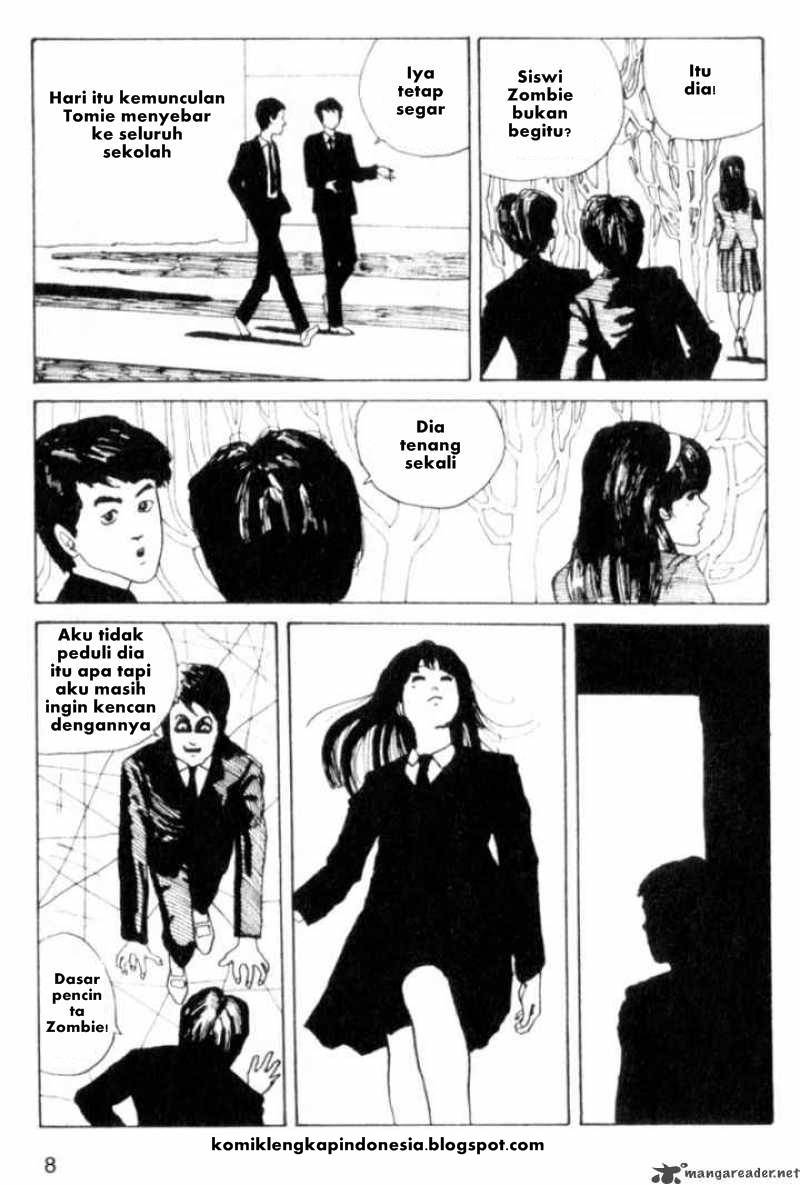 Hari itu kemunculan
Tomie menyebar
ke seluruh
sekolah
Iya
tetap
segar
Siswi
Zombie
bukan
begitu?
Itu
dia!
Dia
tenang
sekali
Aku tidak
peduli dia
itu apa tapi
aku masih
ingin kencan
dengannya
Dasar
pencin
ta
Zombie!
komiklengkapindonesia.blogspot.com
8
mangareader.net